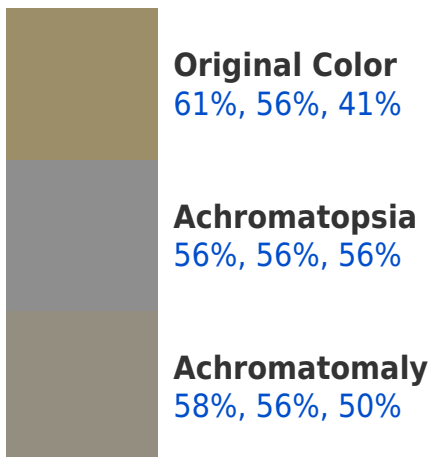 Original Color
61%, 56%, 41%
Achromatopsia
56%, 56%, 56%
Achromatomaly
58%, 56%, 50%